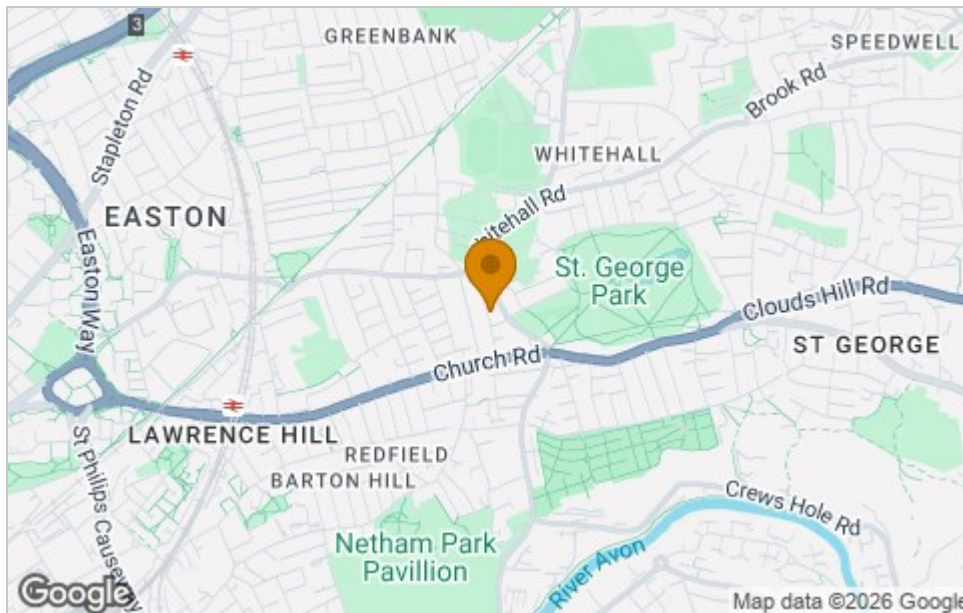 3
GREENBANK
SPEEDWELL
Stapleton Rd
Brook Rd
WHITEHALL
EASTON
Whitehall Rd
Easton Way
St. George
Park
Clouds Hill Rd
Church Rd
ST GEORGE
LAWRENCE HILL
REDFIELD
BARTON HILL
St Philips Causeway
Crews Hole Rd
Netham Park
Pavillion
River Avon
Google
Map data ©2026 Google